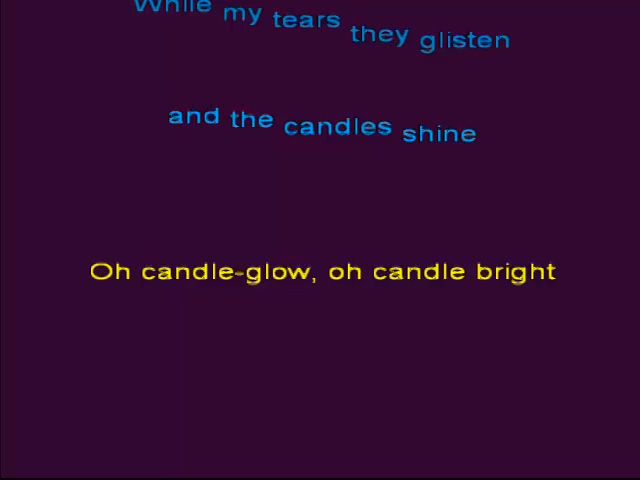 While my tears they glisten
and the candles shine
Oh candle-glow, oh candle bright